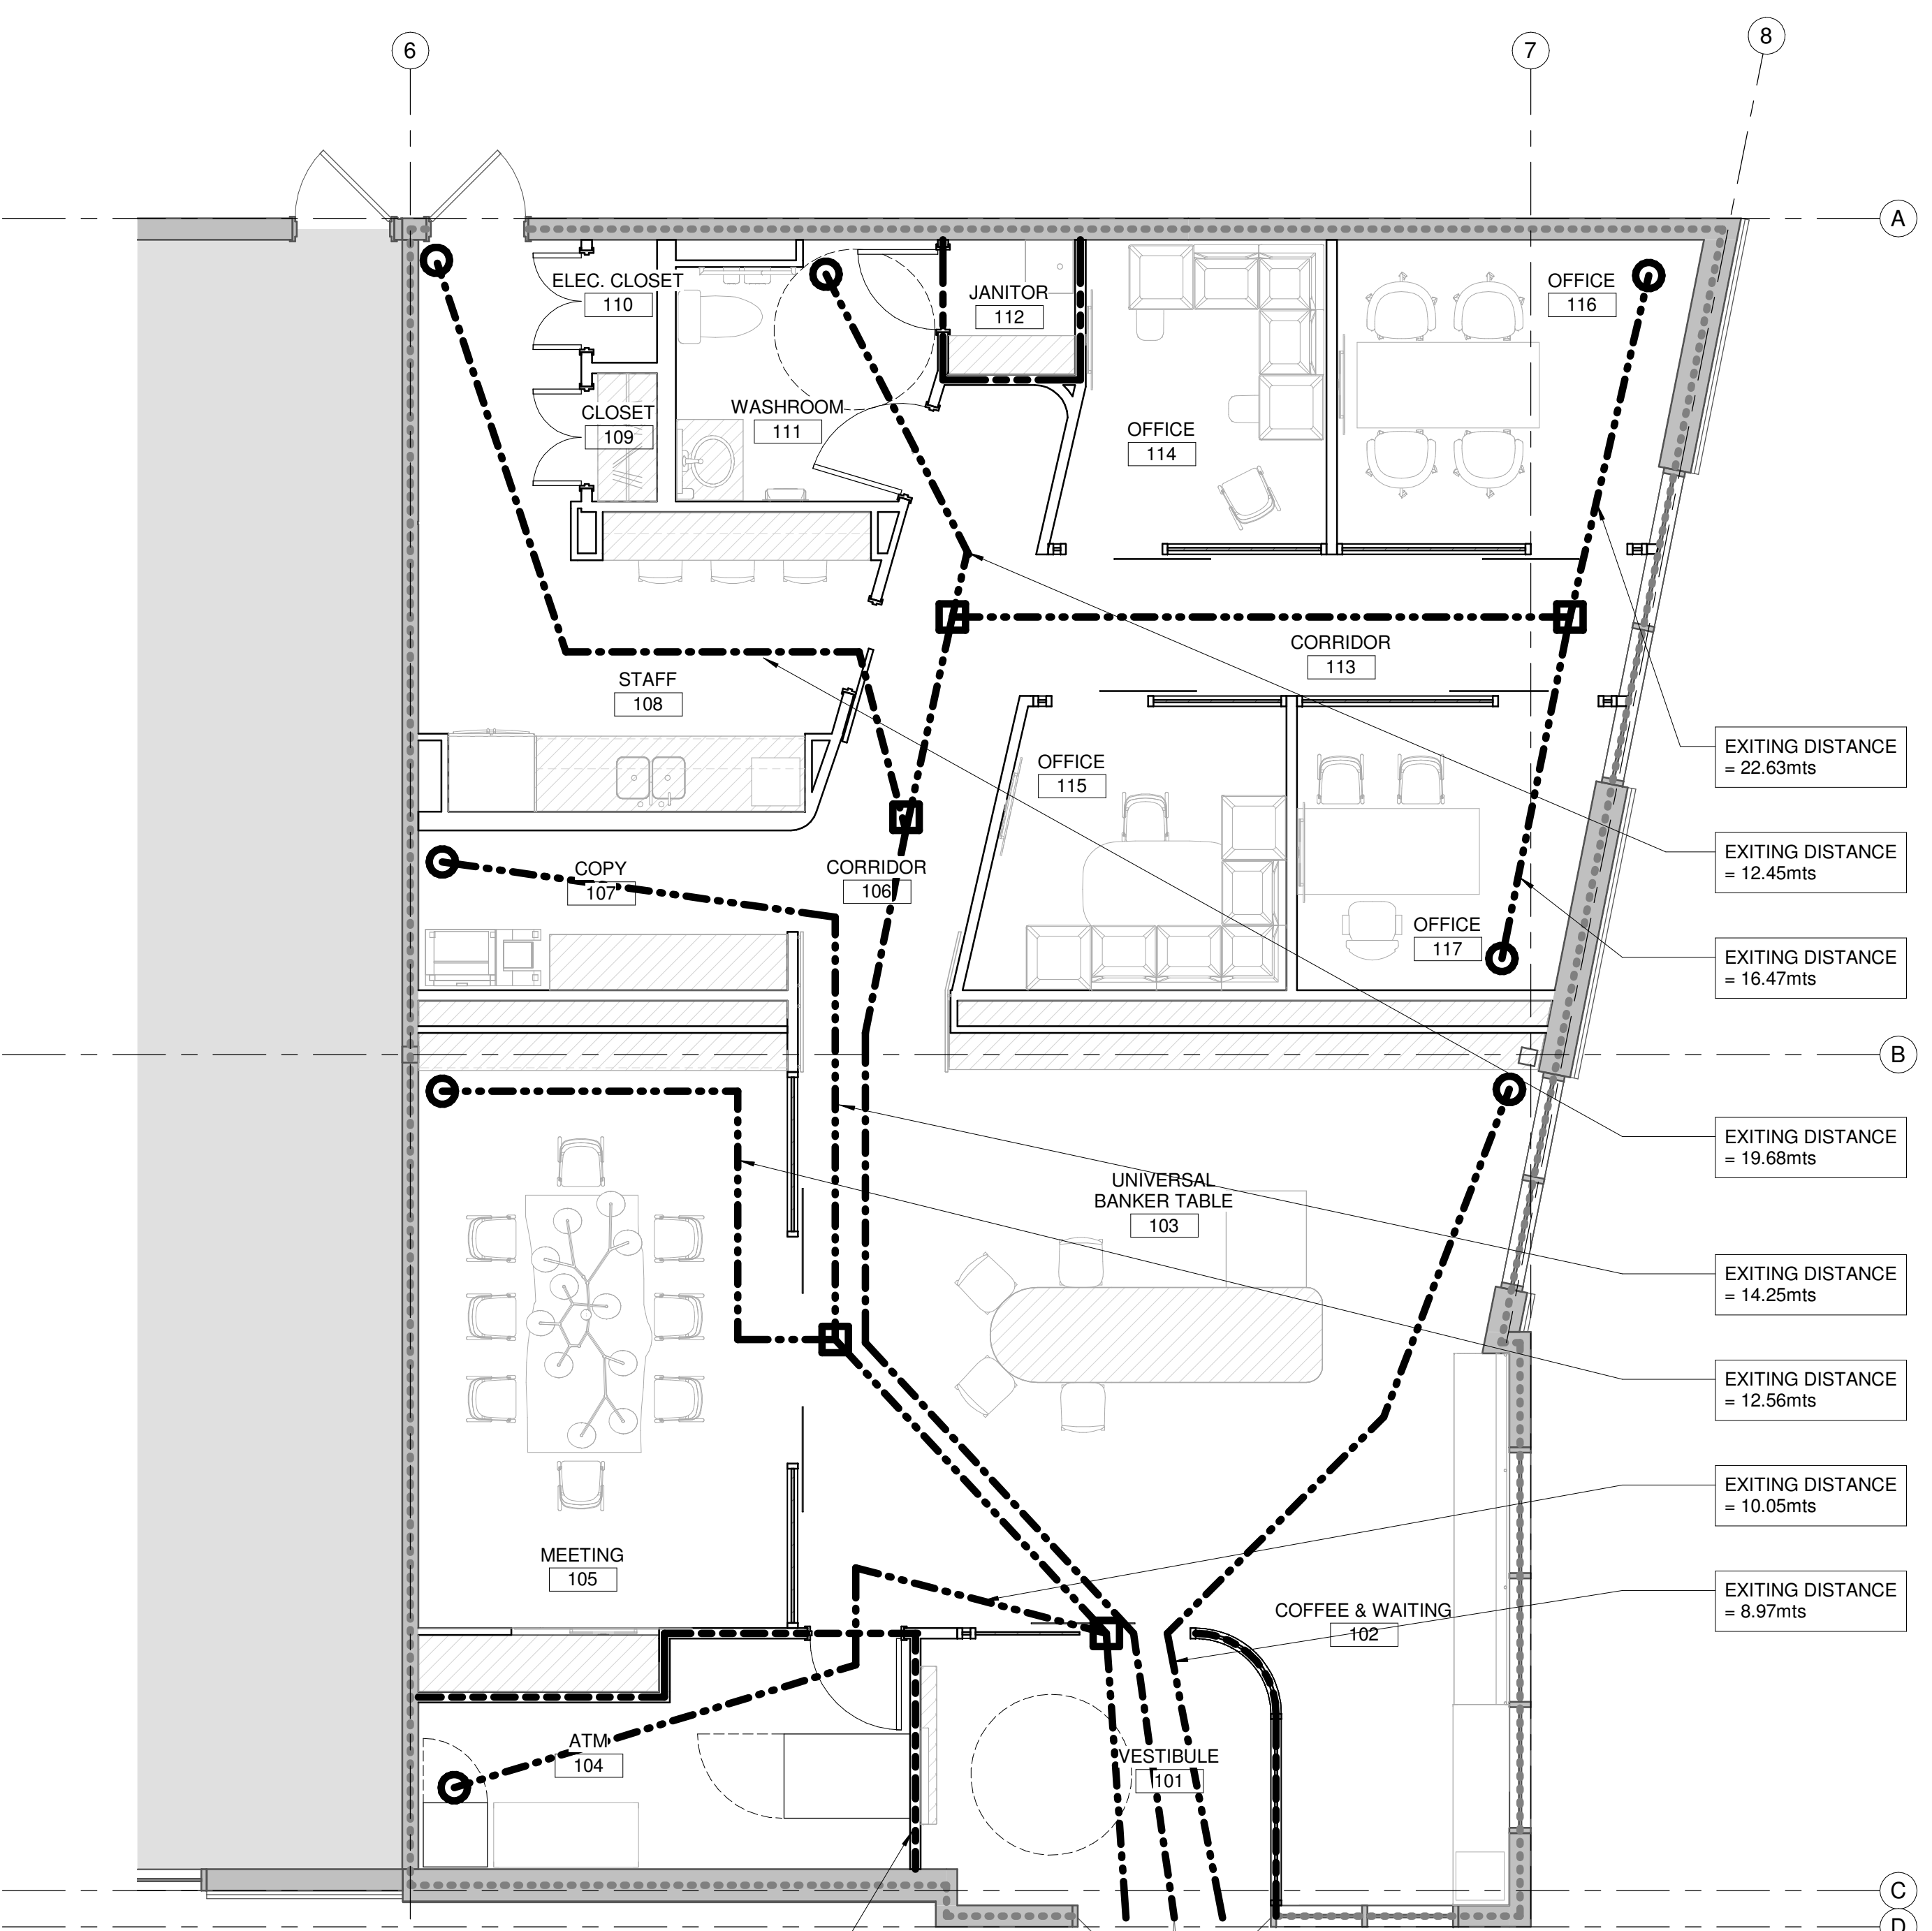 6
7
8
A
ELEC. CLOSET
110
JANITOR
112
OFFICE
116
CLOSET
109
WASHROOM
111
OFFICE
114
CORRIDOR
113
STAFF
108
OFFICE
115
EXITING DISTANCE
= 22.63mts
EXITING DISTANCE
= 12.45mts
COPY
107
CORRIDOR
106
OFFICE
117
EXITING DISTANCE
= 16.47mts
B
EXITING DISTANCE
= 19.68mts
UNIVERSAL
BANKER TABLE
103
EXITING DISTANCE
= 14.25mts
EXITING DISTANCE
= 12.56mts
EXITING DISTANCE
= 10.05mts
MEETING
105
COFFEE & WAITING
102
EXITING DISTANCE
= 8.97mts
ATM
104
VESTIBULE
101
C
D